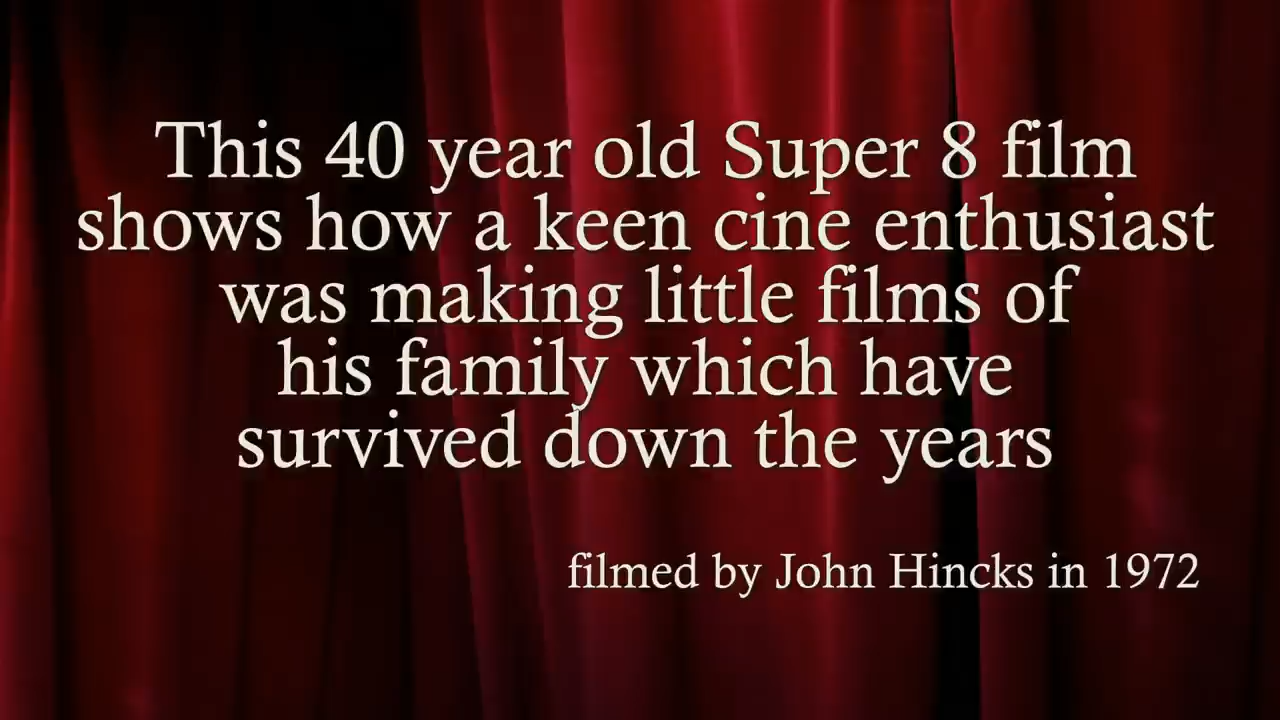 This 40 year old Super 8 film
shows how a keen cine enthusiast
was making little films of
his family which have
survived down the years
filmed by John Hincks in 1972